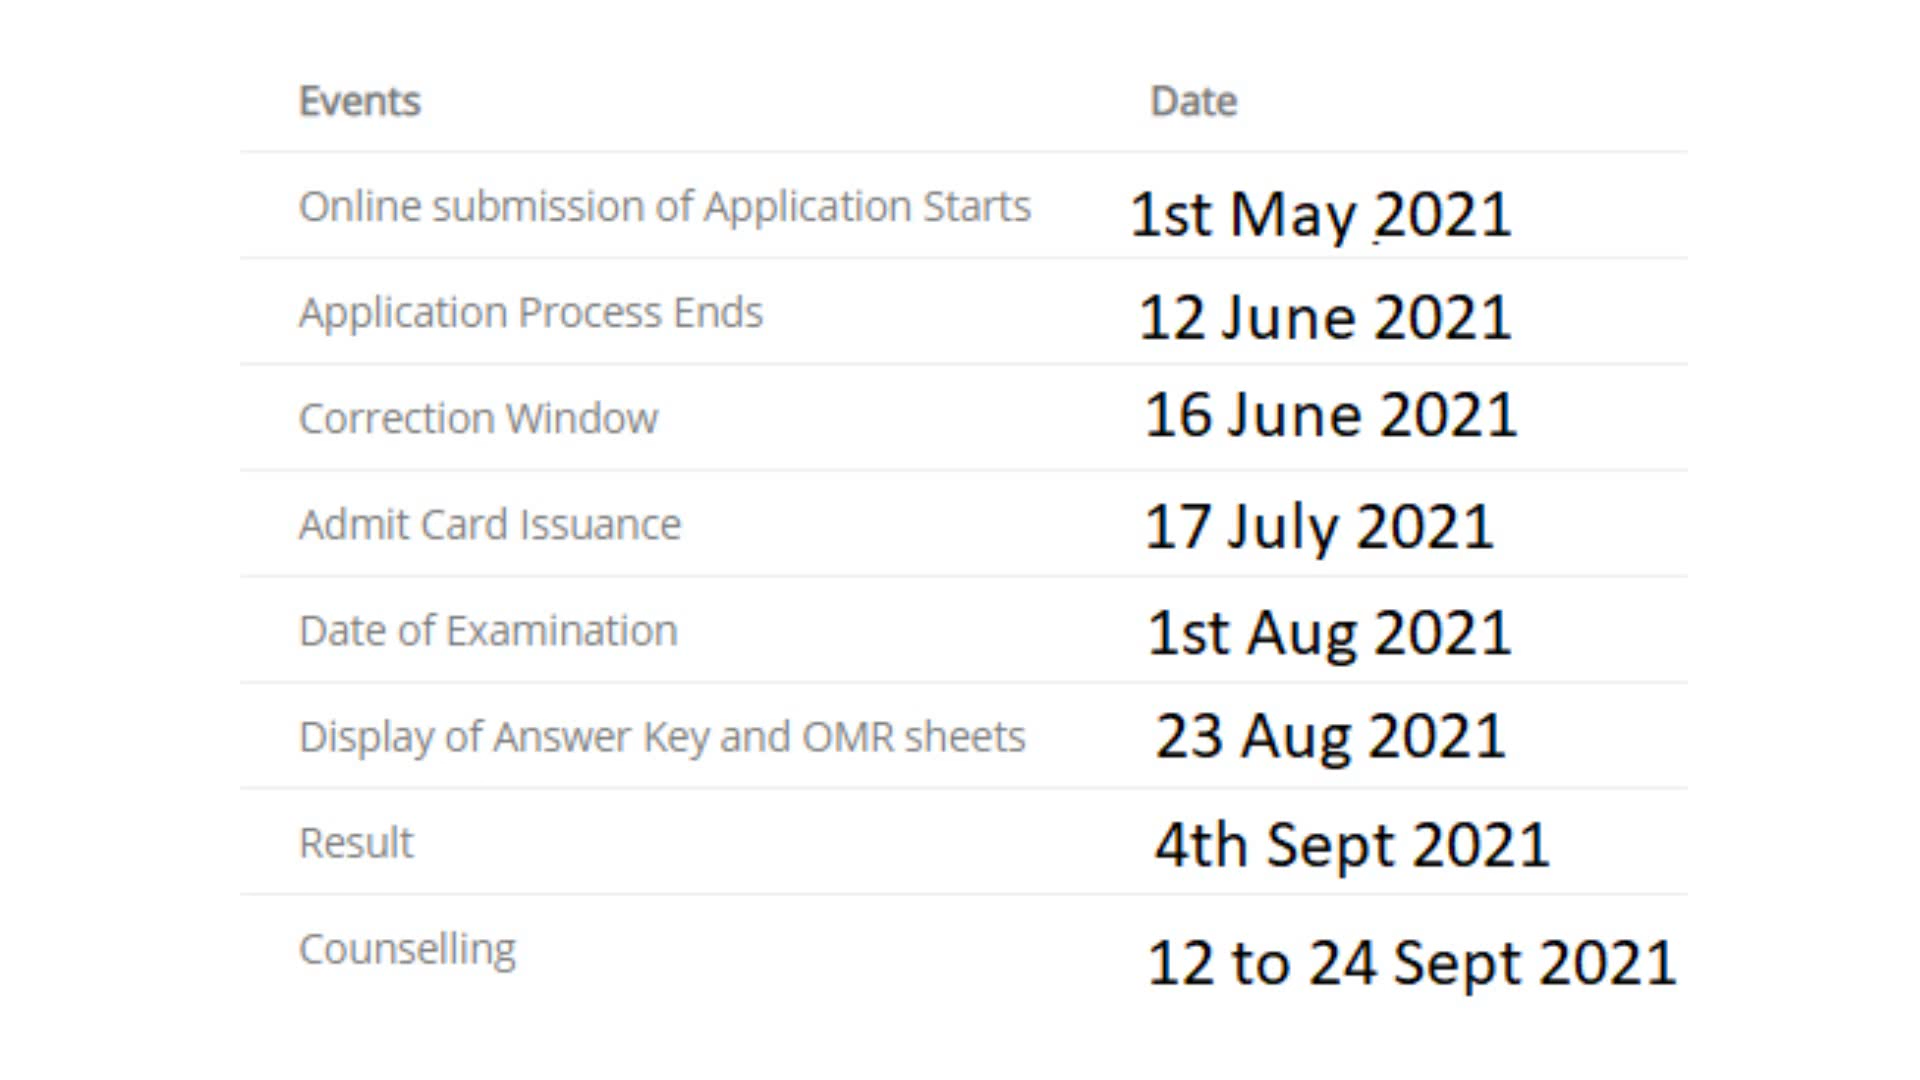 Events Date
Online submission of Application Starts 1st May 2021
Application Process Ends 12 June 2021
Correction Window 16 June 2021
Admit Card Issuance 17 July 2021
Date of Examination 1st Aug 2021
Display of Answer Key and OMR sheets 23 Aug 2021
Result 4th Sept 2021
Counselling 12 to 24 Sept 2021